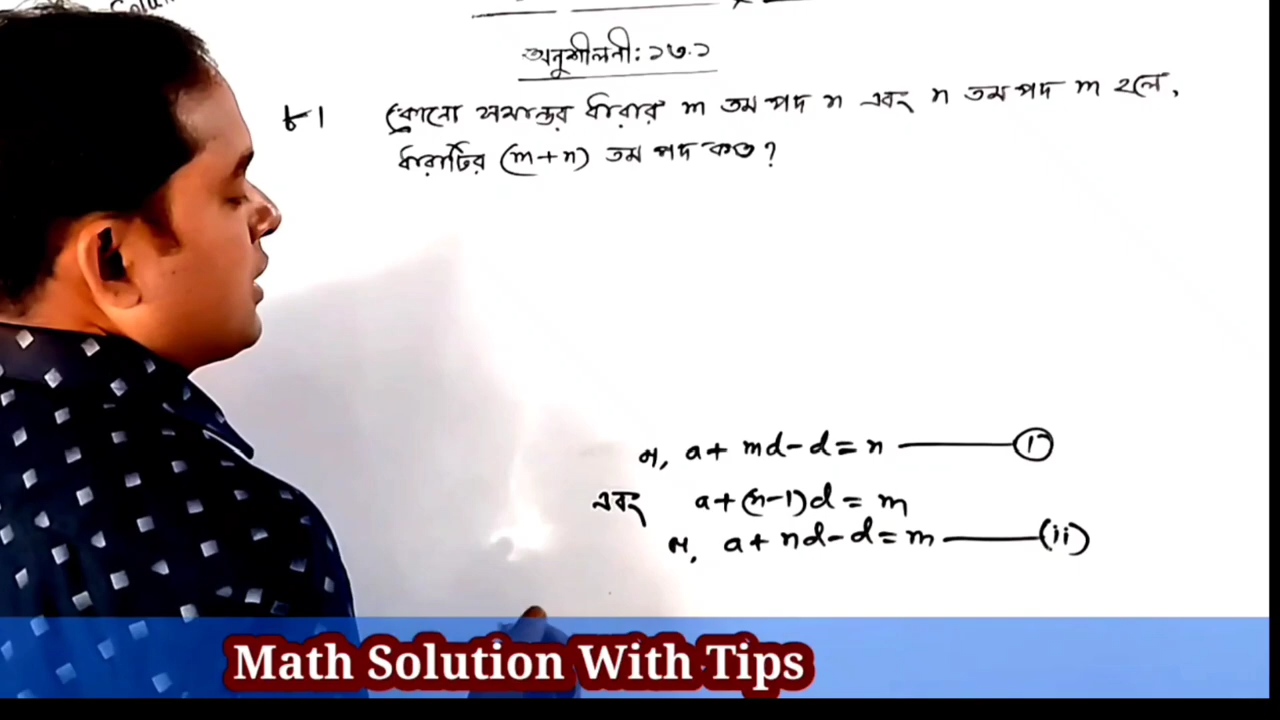 অনুশীলনী: ১৩.১
৮। কোনো সমান্তর ধারার m তম পদ n এবং n তম পদ m হলে,
ধারাটির (m+n) তম পদ কত?
বা, a + md - d = n ——— (i)
এবং a + (n-1)d = m
বা, a + nd - d = m ——— (ii)
Math Solution With Tips